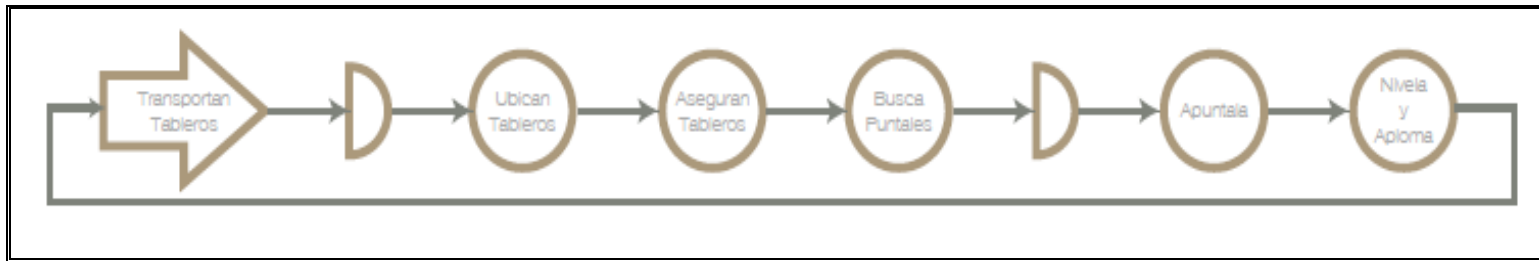 Transportan
Tableros
Ubican
Tableros
Aseguran
Tableros
Busca
Puntales
Apuntala
Nivela
y
Aploma